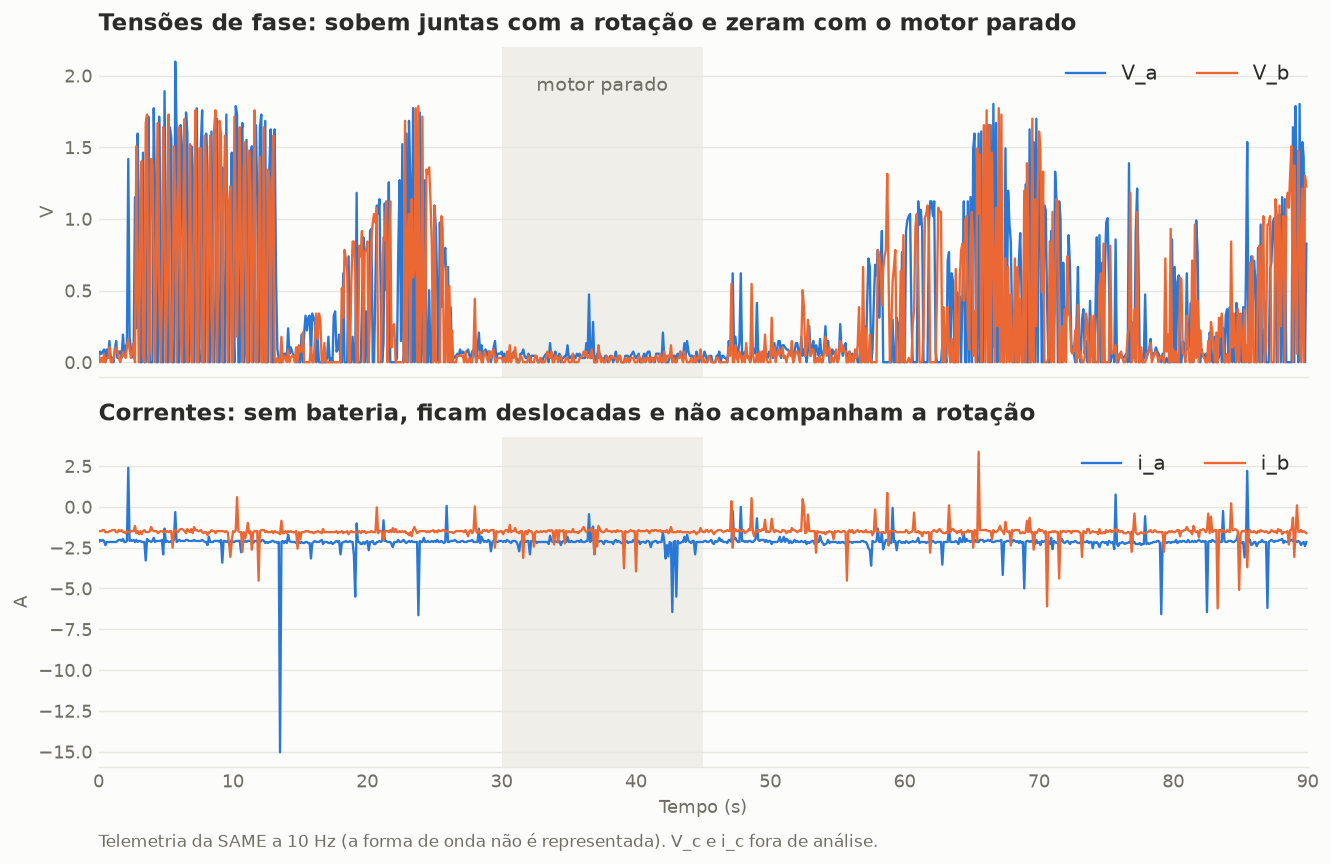 Tensões de fase: sobem juntas com a rotação e zeram com o motor parado
motor parado
V_a
V_b
2.0
1.5
1.0
0.5
0.0
V
Correntes: sem bateria, ficam deslocadas e não acompanham a rotação
i_a
i_b
2.5
0.0
−2.5
−5.0
−7.5
−10.0
−12.5
−15.0
A
0 10 20 30 40 50 60 70 80 90
Tempo (s)
Telemetria da SAME a 10 Hz (a forma de onda não é representada). V_c e i_c fora de análise.